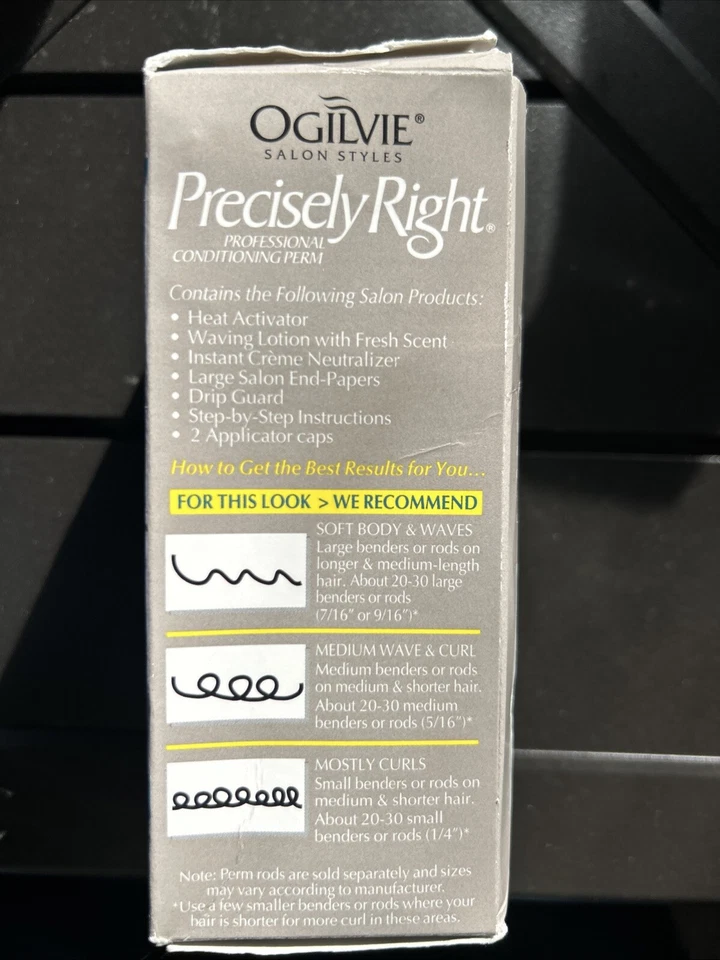 OGILVIE®
SALON STYLES
Precisely Right®
PROFESSIONAL
CONDITIONING PERM
Contains the Following Salon Products:
• Heat Activator
• Waving Lotion with Fresh Scent
• Instant Crème Neutralizer
• Large Salon End-Papers
• Drip Guard
• Step-by-Step Instructions
• 2 Applicator caps
How to Get the Best Results for You...
FOR THIS LOOK > WE RECOMMEND
SOFT BODY & WAVES
Large benders or rods on
longer & medium-length
hair. About 20-30 large
benders or rods
(7/16" or 9/16")*
MEDIUM WAVE & CURL
Medium benders or rods
on medium & shorter hair.
About 20-30 medium
benders or rods (5/16")*
MOSTLY CURLS
Small benders or rods on
medium & shorter hair.
About 20-30 small
benders or rods (1/4")*
Note: Perm rods are sold separately and sizes
may vary according to manufacturer.
*Use a few smaller benders or rods where your
hair is shorter for more curl in these areas.